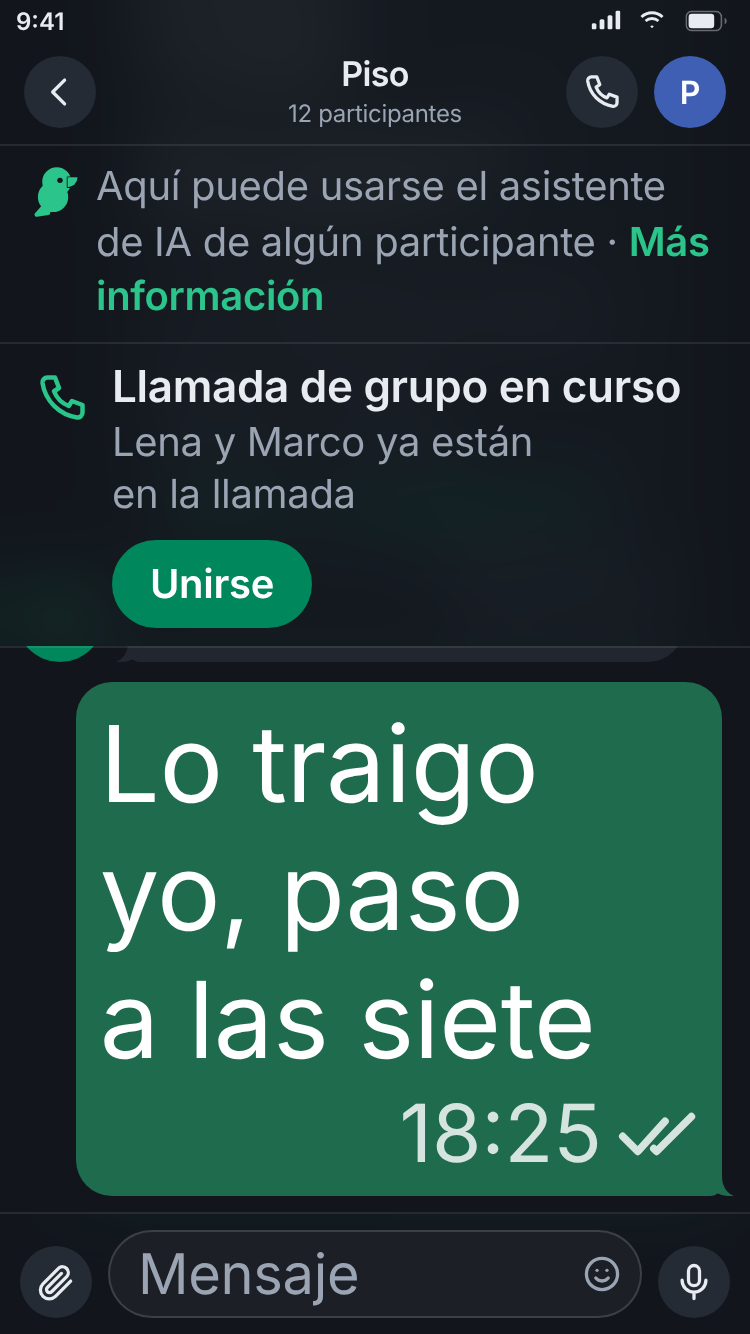 9:41
Piso
12 participantes
P
Aquí puede usarse el asistente
de IA de algún participante · Más
información
Llamada de grupo en curso
Lena y Marco ya están
en la llamada
Unirse
Lo traigo
yo, paso
a las siete
18:25
Mensaje